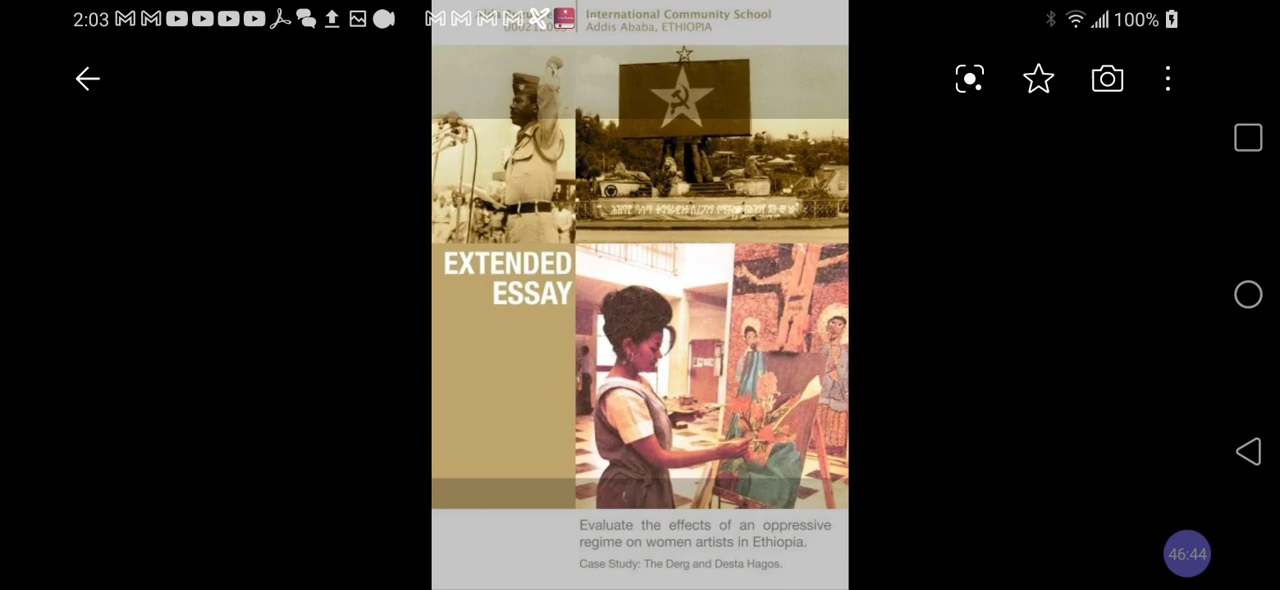 2:03
100%
International Community School
Addis Ababa, ETHIOPIA
EXTENDED
ESSAY
Evaluate the effects of an oppressive
regime on women artists in Ethiopia.
Case Study: The Derg and Desta Hagos.
46:44